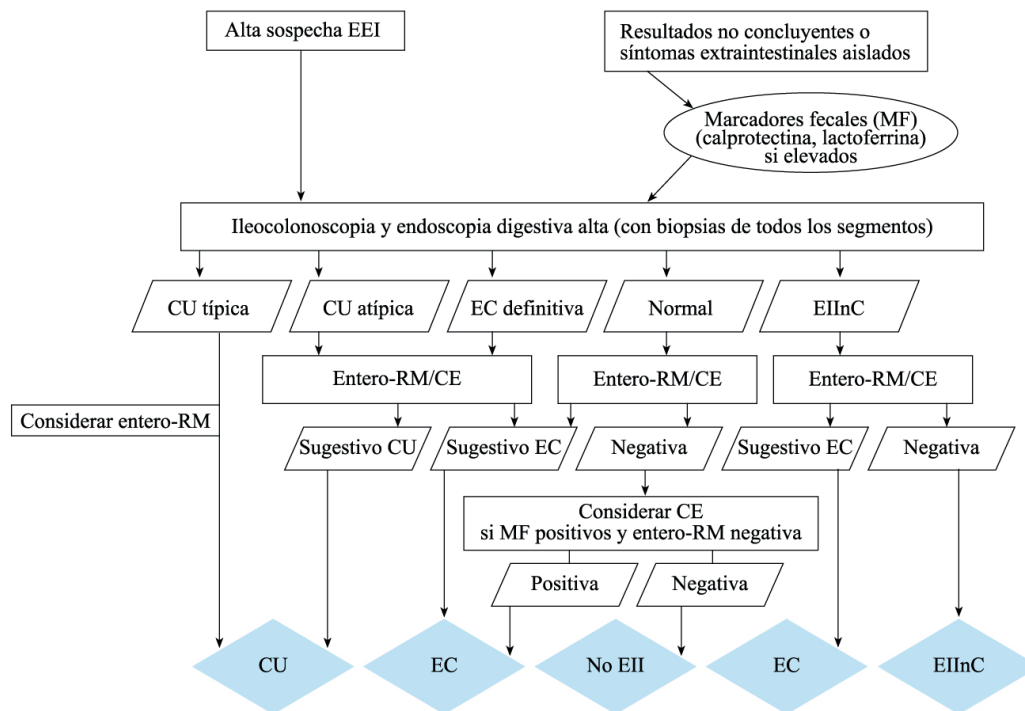 Alta sospecha EEI
Resultados no concluyentes o
síntomas extraintestinales aislados
Marcadores fecales (MF)
(calprotectina, lactoferrina)
si elevados
Ileocolonoscopia y endoscopia digestiva alta (con biopsias de todos los segmentos)
CU típica
CU atípica
EC definitiva
Normal
EIInC
Entero-RM/CE
Entero-RM/CE
Entero-RM/CE
Considerar entero-RM
Sugestivo CU
Sugestivo EC
Negativa
Sugestivo EC
Negativa
Considerar CE
si MF positivos y entero-RM negativa
Positiva
Negativa
CU
EC
No EII
EC
EIInC